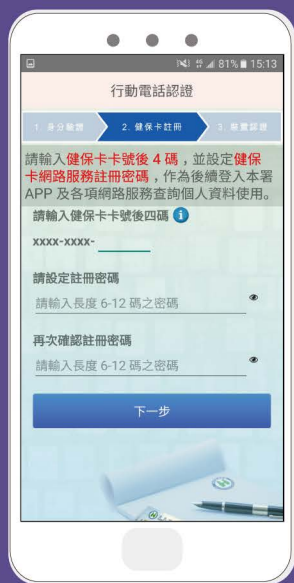 81% 15:13
行動電話認證
1. 身分驗證
2. 健保卡註冊
3. 裝置認證
請輸入健保卡卡號後 4 碼，並設定健保
卡網路服務註冊密碼，作為後續登入本署
APP 及各項網路服務查詢個人資料使用。
請輸入健保卡卡號後四碼 i
xxxx-xxxx-
請設定註冊密碼
請輸入長度 6-12 碼之密碼
再次確認註冊密碼
請輸入長度 6-12 碼之密碼
下一步